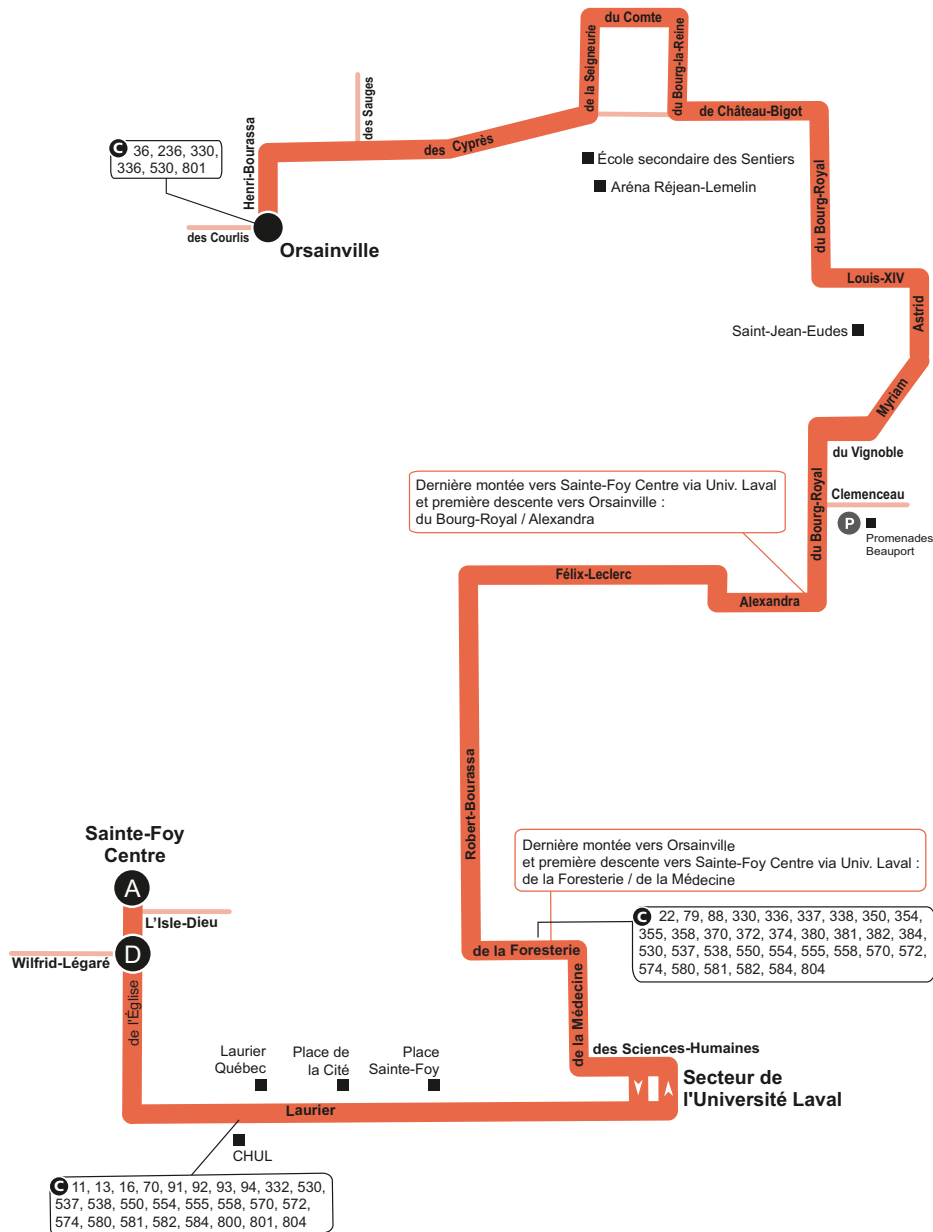 du Comte
de la Seigneurie
du Bourg-la-Reine
de Château-Bigot
des Sauges
des Cyprès
Henri-Bourassa
C 36, 236, 330,
336, 530, 801
des Courlis
Orsainville
École secondaire des Sentiers
Aréna Réjean-Lemelin
du Bourg-Royal
Louis-XIV
Astrid
Saint-Jean-Eudes
Myriam
du Vignoble
du Bourg-Royal
Clemenceau
P
Promenades
Beauport
Dernière montée vers Sainte-Foy Centre via Univ. Laval
et première descente vers Orsainville :
du Bourg-Royal / Alexandra
Félix-Leclerc
Alexandra
Robert-Bourassa
Sainte-Foy
Centre
A
L'Isle-Dieu
D
Wilfrid-Légaré
de l'Église
Dernière montée vers Orsainville
et première descente vers Sainte-Foy Centre via Univ. Laval :
de la Foresterie / de la Médecine
C 22, 79, 88, 330, 336, 337, 338, 350, 354,
355, 358, 370, 372, 374, 380, 381, 382, 384,
530, 537, 538, 550, 554, 555, 558, 570, 572,
574, 580, 581, 582, 584, 804
de la Foresterie
de la Médecine
des Sciences-Humaines
Secteur de
l'Université Laval
Laurier
Québec
Place de
la Cité
Place
Sainte-Foy
Laurier
CHUL
C 11, 13, 16, 70, 91, 92, 93, 94, 332, 530,
537, 538, 550, 554, 555, 558, 570, 572,
574, 580, 581, 582, 584, 800, 801, 804